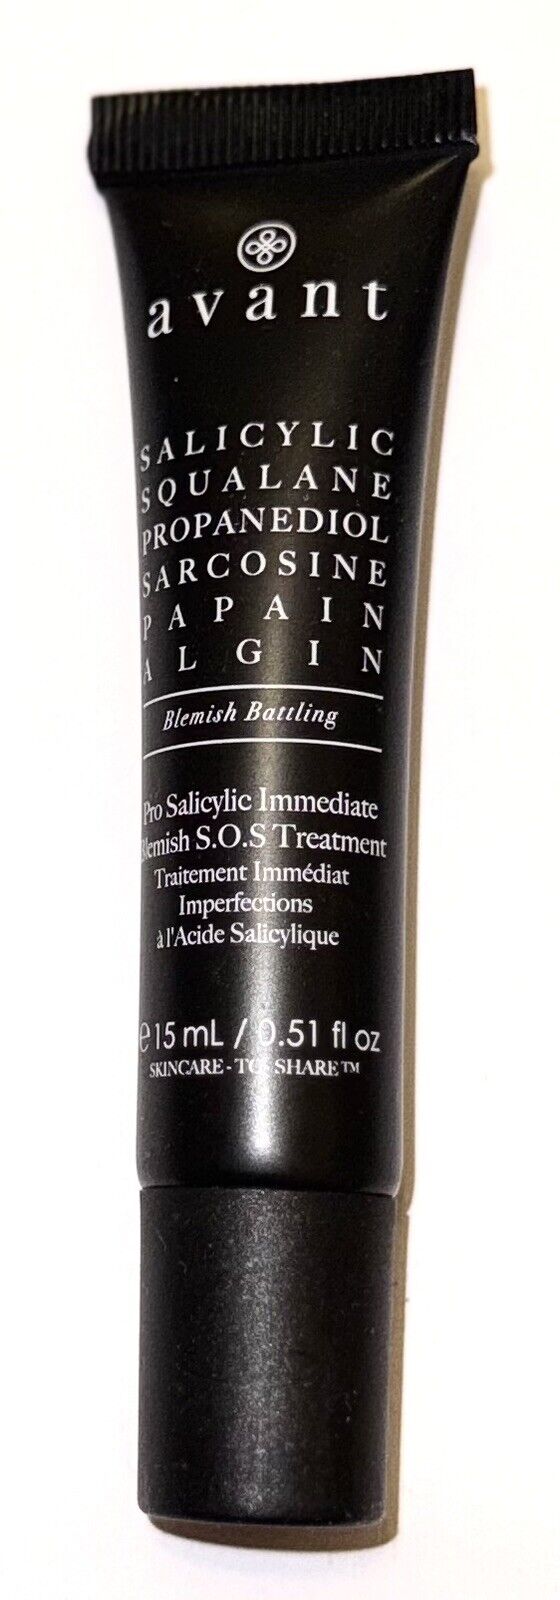 avant
SALICYLIC
SQUALANE
PROPANEDIOL
SARCOSINE
PAPAIN
ALGIN
Blemish Battling
Pro Salicylic Immediate
Blemish S.O.S Treatment
Traitement Immédiat
Imperfections
à l'Acide Salicylique
℮15 mL / 0.51 fl oz
SKINCARE-TO-SHARE™